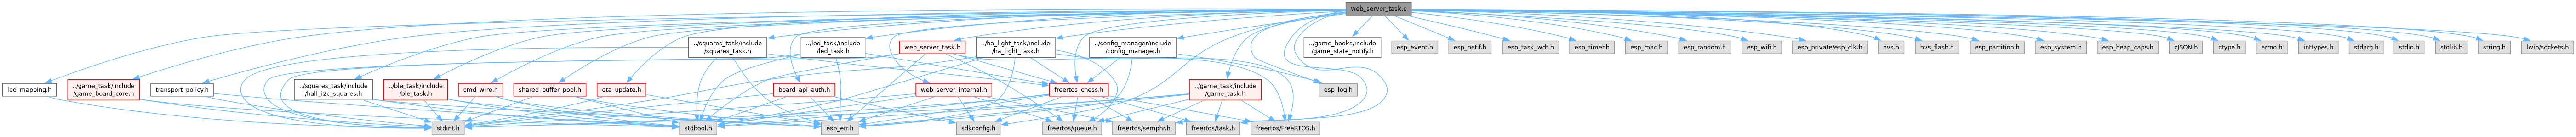 web_server_task.c
../squares_task/include
/squares_task.h
../led_task/include
/led_task.h
web_server_task.h
../ha_light_task/include
/ha_light_task.h
../config_manager/include
/config_manager.h
../game_hooks/include
/game_state_notify.h
esp_event.h
esp_netif.h
esp_task_wdt.h
esp_timer.h
esp_mac.h
esp_random.h
esp_wifi.h
esp_private/esp_clk.h
nvs.h
nvs_flash.h
esp_partition.h
esp_system.h
esp_heap_caps.h
cJSON.h
ctype.h
errno.h
inttypes.h
stdarg.h
stdio.h
stdlib.h
string.h
lwip/sockets.h
led_mapping.h
../game_task/include
/game_board_core.h
transport_policy.h
../squares_task/include
/hall_i2c_squares.h
../ble_task/include
/ble_task.h
cmd_wire.h
shared_buffer_pool.h
ota_update.h
board_api_auth.h
web_server_internal.h
freertos_chess.h
../game_task/include
/game_task.h
esp_log.h
stdint.h
stdbool.h
esp_err.h
sdkconfig.h
freertos/queue.h
freertos/semphr.h
freertos/task.h
freertos/FreeRTOS.h